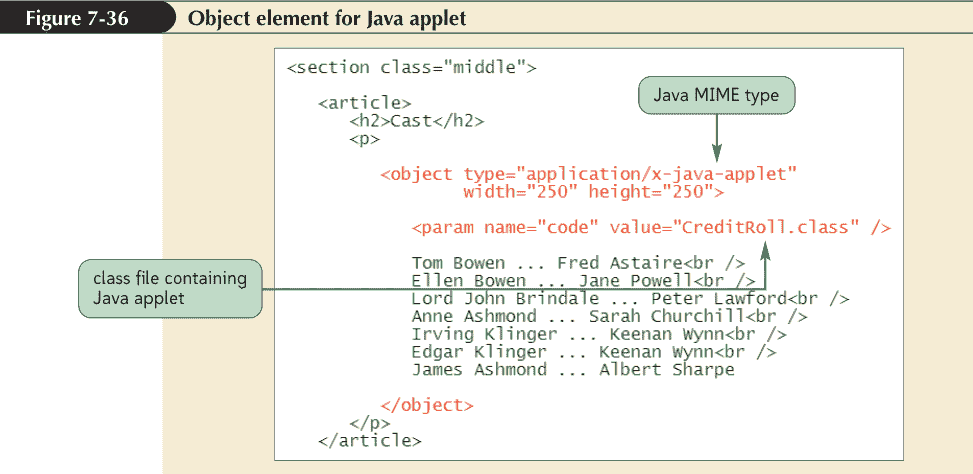 Figure 7-36 Object element for Java applet
<section class="middle">
Java MIME type
<article>
<h2>Cast</h2>
<p>
<object type="application/x-java-applet"
width="250" height="250">
<param name="code" value="CreditRoll.class" />
class file containing
Java applet
Tom Bowen ... Fred Astaire<br />
Ellen Bowen ... Jane Powell<br />
Lord John Brindale ... Peter Lawford<br />
Anne Ashmond ... Sarah Churchill<br />
Irving Klinger ... Keenan Wynn<br />
Edgar Klinger ... Keenan Wynn<br />
James Ashmond ... Albert Sharpe
</object>
</p>
</article>